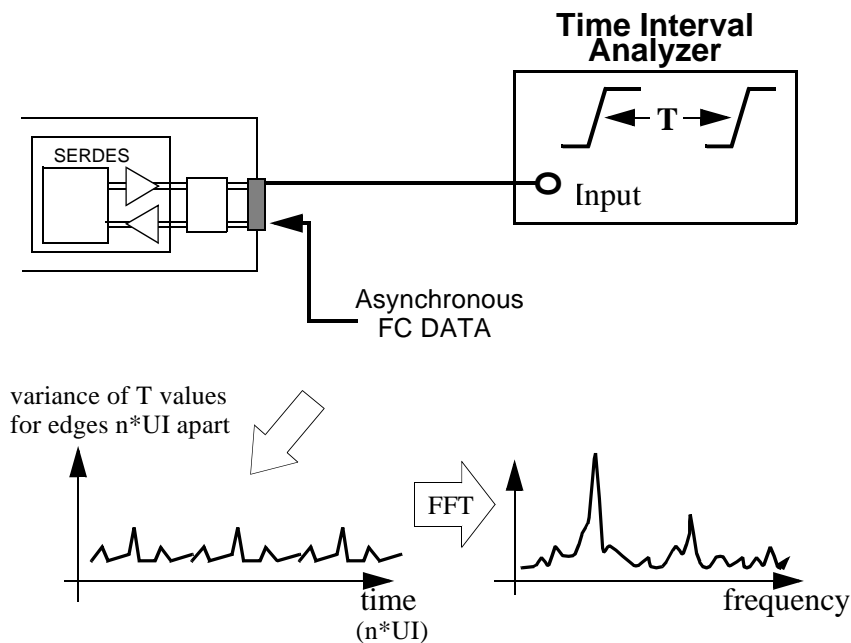 Time Interval
Analyzer
T
SERDES
Input
Asynchronous
FC DATA
variance of T values
for edges n*UI apart
FFT
time
(n*UI)
frequency